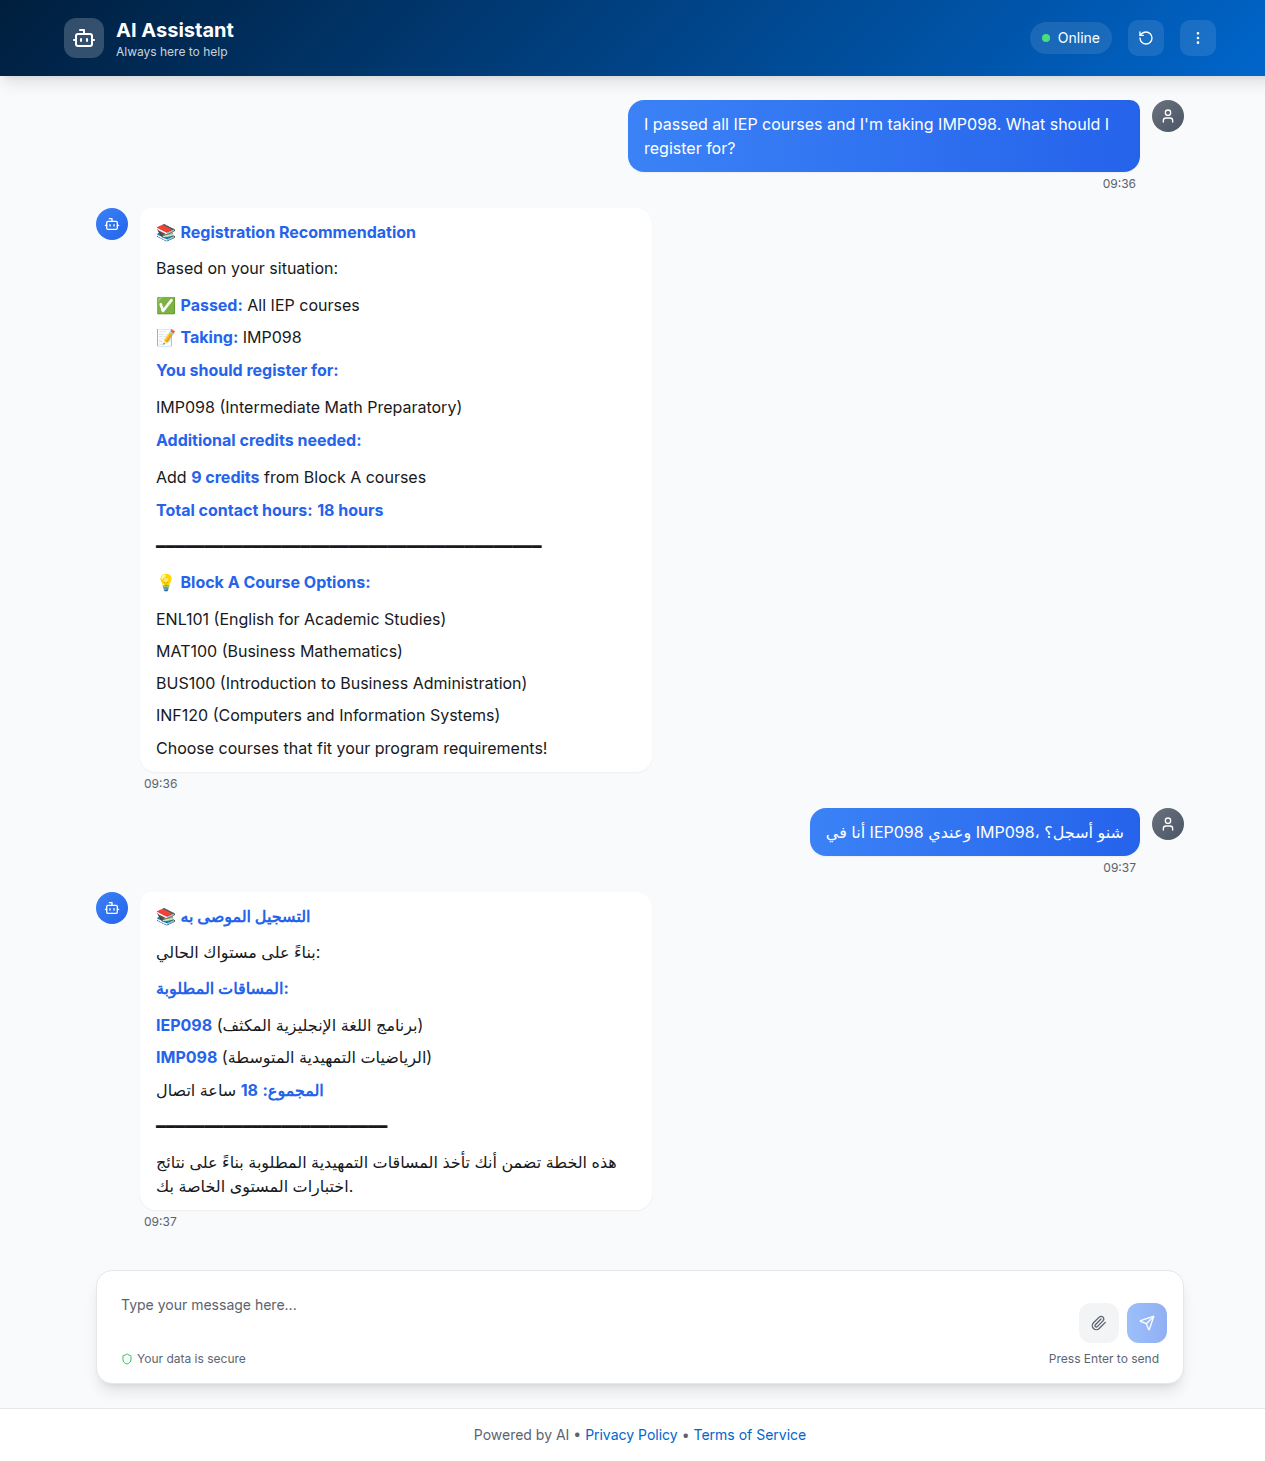 AI Assistant
Always here to help
Online
I passed all IEP courses and I'm taking IMP098. What should I
register for?
09:36
📚 Registration Recommendation
Based on your situation:
✅ Passed: All IEP courses
📝 Taking: IMP098
You should register for:
IMP098 (Intermediate Math Preparatory)
Additional credits needed:
Add 9 credits from Block A courses
Total contact hours: 18 hours
━━━━━━━━━━━━━━━━━━━━━━━━━━━━━━━━━━━━━━━━
💡 Block A Course Options:
ENL101 (English for Academic Studies)
MAT100 (Business Mathematics)
BUS100 (Introduction to Business Administration)
INF120 (Computers and Information Systems)
Choose courses that fit your program requirements!
09:36
أنا في IEP098 وعندي IMP098، شنو أسجل؟
09:37
📚 التسجيل الموصى به
بناءً على مستواك الحالي:
المساقات المطلوبة:
IEP098 (برنامج اللغة الإنجليزية المكثف)
IMP098 (الرياضيات التمهيدية المتوسطة)
المجموع: 18 ساعة اتصال
━━━━━━━━━━━━━━━━━━━━━━━━
هذه الخطة تضمن أنك تأخذ المساقات التمهيدية المطلوبة بناءً على نتائج
اختبارات المستوى الخاصة بك.
09:37
Type your message here...
Your data is secure
Press Enter to send
Powered by AI • Privacy Policy • Terms of Service